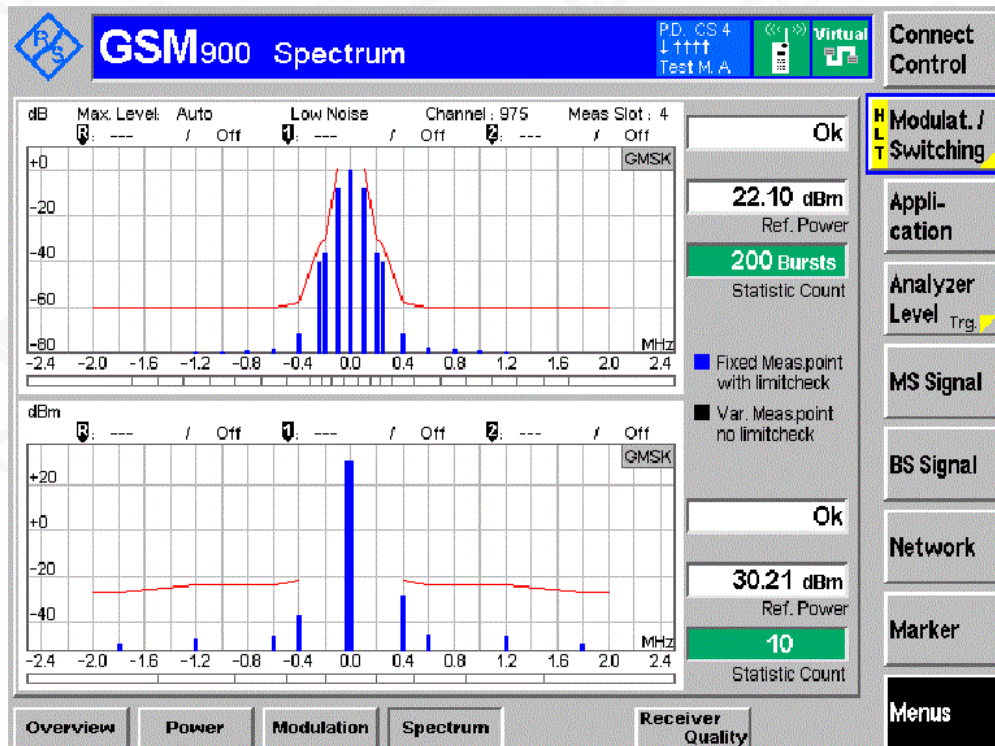 R/S
GSM900 Spectrum
P.D. CS 4
↓ ↑↑↑↑
Test M. A.
Virtual
Connect Control
dB Max. Level: Auto Low Noise Channel : 975 Meas Slot : 4
R: --- / Off 1: --- / Off 2: --- / Off
GMSK
+0
-20
-40
-60
-80
MHz
-2.4 -2.0 -1.6 -1.2 -0.8 -0.4 0.0 0.4 0.8 1.2 1.6 2.0 2.4
Ok
22.10 dBm
Ref. Power
200 Bursts
Statistic Count
Fixed Meas.point
with limitcheck
Var. Meas.point
no limitcheck
dBm
R: --- / Off 1: --- / Off 2: --- / Off
GMSK
+20
+0
-20
-40
MHz
-2.4 -2.0 -1.6 -1.2 -0.8 -0.4 0.0 0.4 0.8 1.2 1.6 2.0 2.4
Ok
30.21 dBm
Ref. Power
10
Statistic Count
HLT
Modulat. /
Switching
Appli-
cation
Analyzer
Level Trg.
MS Signal
BS Signal
Network
Marker
Menus
Overview Power Modulation Spectrum Receiver
Quality